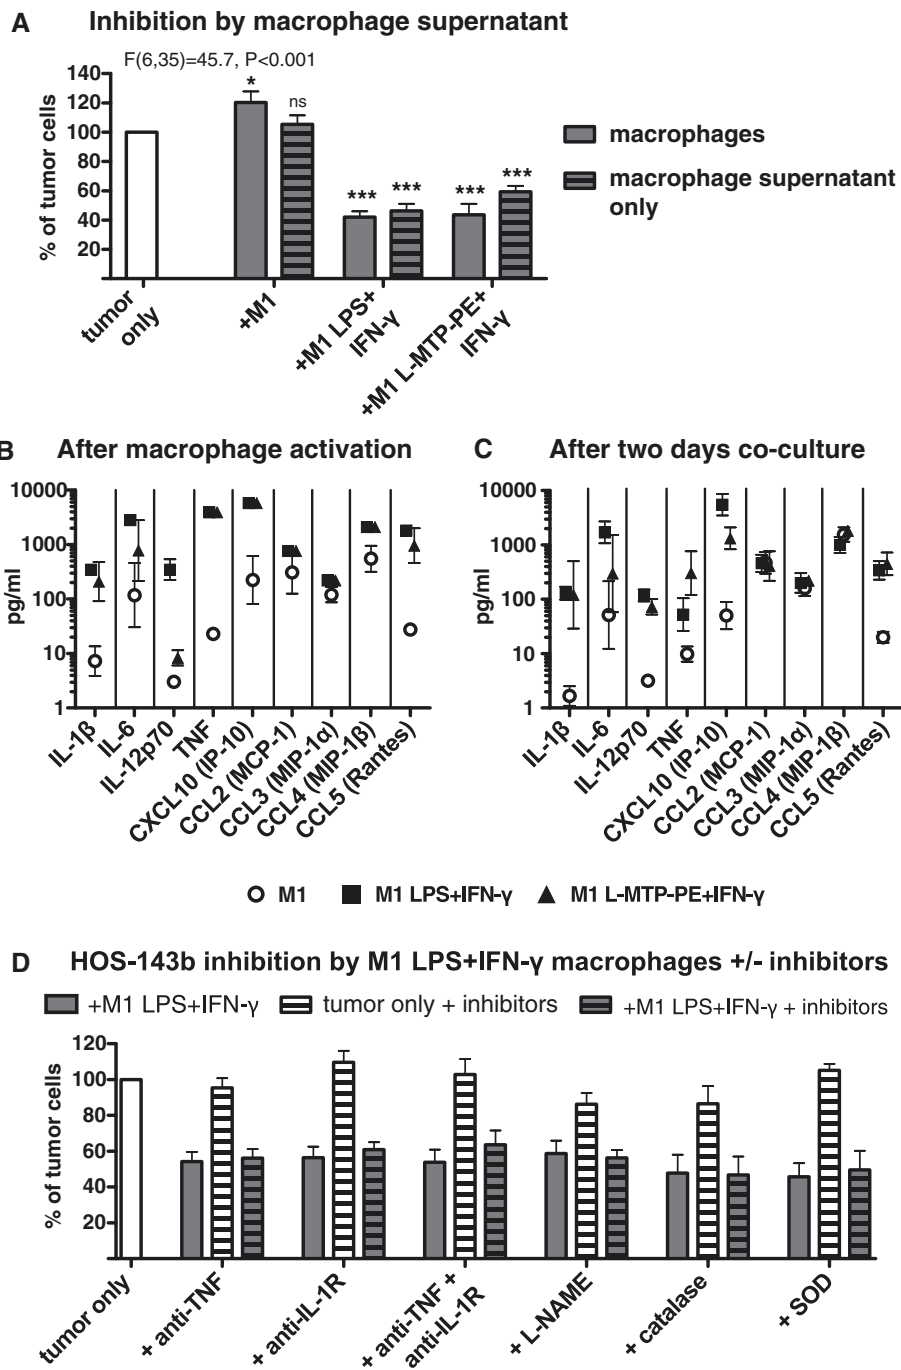 A Inhibition by macrophage supernatant
F(6,35)=45.7, P<0.001
% of tumor cells
140
120
100
80
60
40
20
* ns *** *** *** ***
macrophages
macrophage supernatant
only
tumor
only
+M1
+M1 LPS+
IFN-γ
+M1 L-MTP-PE+
IFN-γ
B After macrophage activation
pg/ml
10000
1000
100
10
1
IL-1β
IL-6
IL-12p70
TNF
CXCL10 (IP-10)
CCL2 (MCP-1)
CCL3 (MIP-1α)
CCL4 (MIP-1β)
CCL5 (Rantes)
C After two days co-culture
pg/ml
10000
1000
100
10
1
IL-1β
IL-6
IL-12p70
TNF
CXCL10 (IP-10)
CCL2 (MCP-1)
CCL3 (MIP-1α)
CCL4 (MIP-1β)
CCL5 (Rantes)
M1 M1 LPS+IFN-γ M1 L-MTP-PE+IFN-γ
D HOS-143b inhibition by M1 LPS+IFN-γ macrophages +/- inhibitors
+M1 LPS+IFN-γ tumor only + inhibitors +M1 LPS+IFN-γ + inhibitors
% of tumor cells
120
100
80
60
40
20
tumor only
+ anti-TNF
+ anti-IL-1R
+ anti-TNF +
anti-IL-1R
+ L-NAME
+ catalase
+ SOD